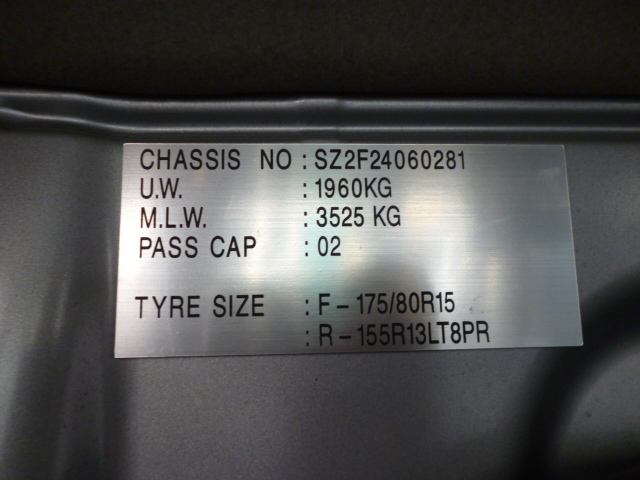 CHASSIS NO : SZ2F24060281
U.W. : 1960KG
M.L.W. : 3525 KG
PASS CAP : 02
TYRE SIZE : F - 175/80R15
: R - 155R13LT8PR